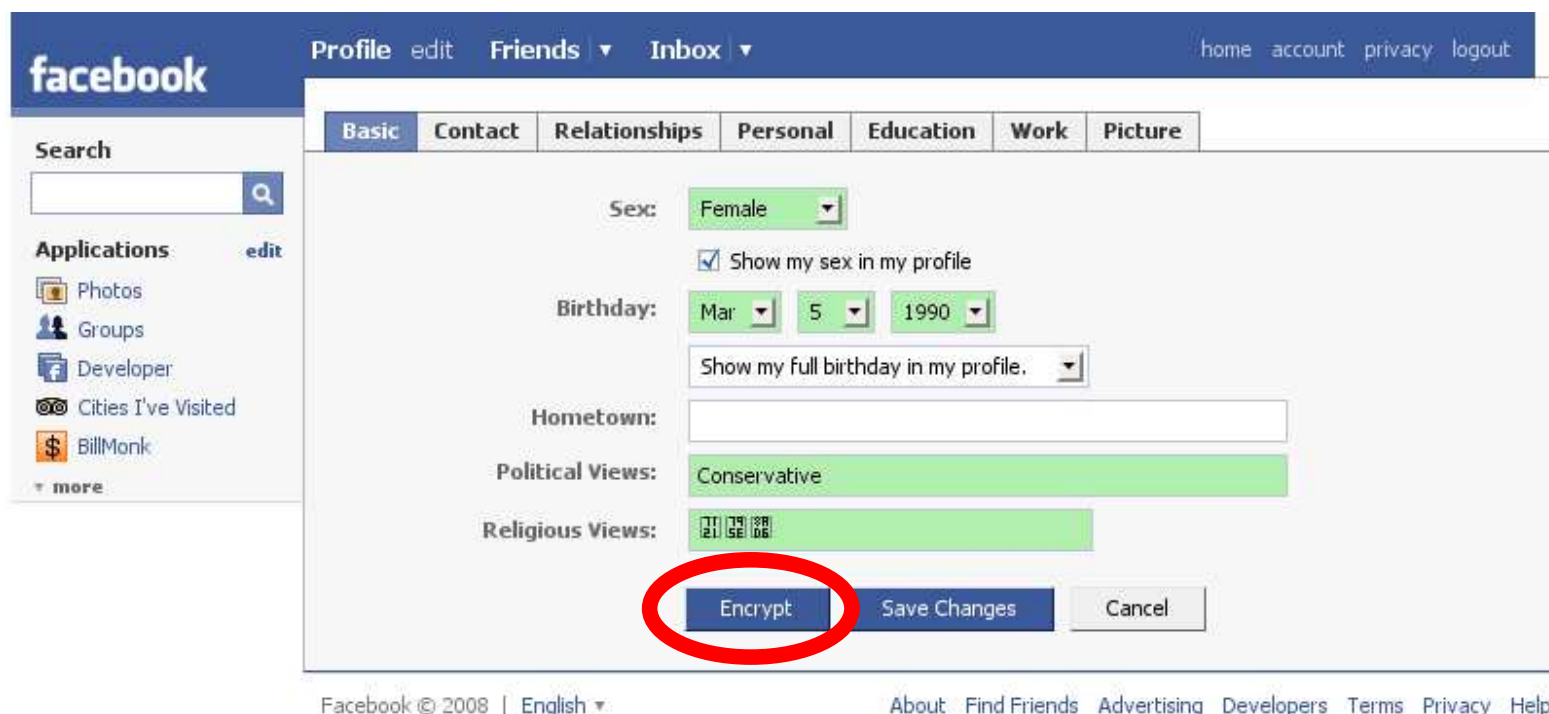 facebook
Profile edit Friends ▾ Inbox ▾ home account privacy logout
Search
Applications edit
Photos
Groups
Developer
Cities I've Visited
BillMonk
▾ more
Basic Contact Relationships Personal Education Work Picture
Sex: Female
Show my sex in my profile
Birthday: Mar 5 1990
Show my full birthday in my profile.
Hometown:
Political Views: Conservative
Religious Views:
Encrypt Save Changes Cancel
Facebook © 2008 | English ▾ About Find Friends Advertising Developers Terms Privacy Help